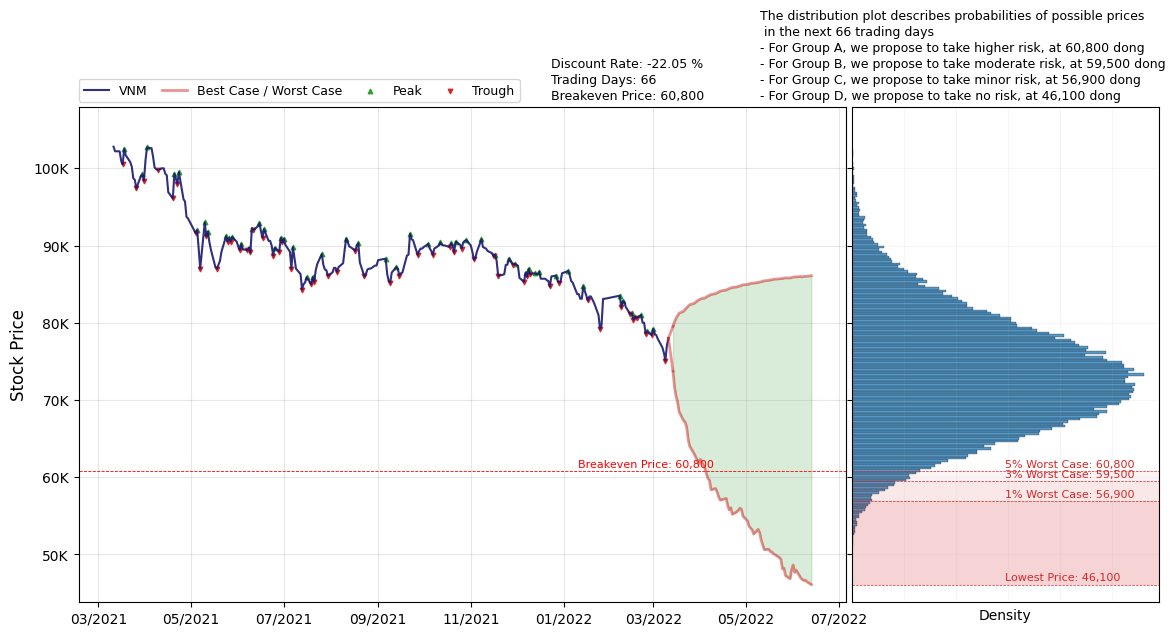 The distribution plot describes probabilities of possible prices
in the next 66 trading days
- For Group A, we propose to take higher risk, at 60,800 dong
- For Group B, we propose to take moderate risk, at 59,500 dong
- For Group C, we propose to take minor risk, at 56,900 dong
- For Group D, we propose to take no risk, at 46,100 dong
Discount Rate: -22.05 %
Trading Days: 66
Breakeven Price: 60,800
VNM Best Case / Worst Case Peak Trough
Stock Price
100K
90K
80K
70K
60K
50K
Breakeven Price: 60,800
5% Worst Case: 60,800
3% Worst Case: 59,500
1% Worst Case: 56,900
Lowest Price: 46,100
03/2021 05/2021 07/2021 09/2021 11/2021 01/2022 03/2022 05/2022 07/2022
Density